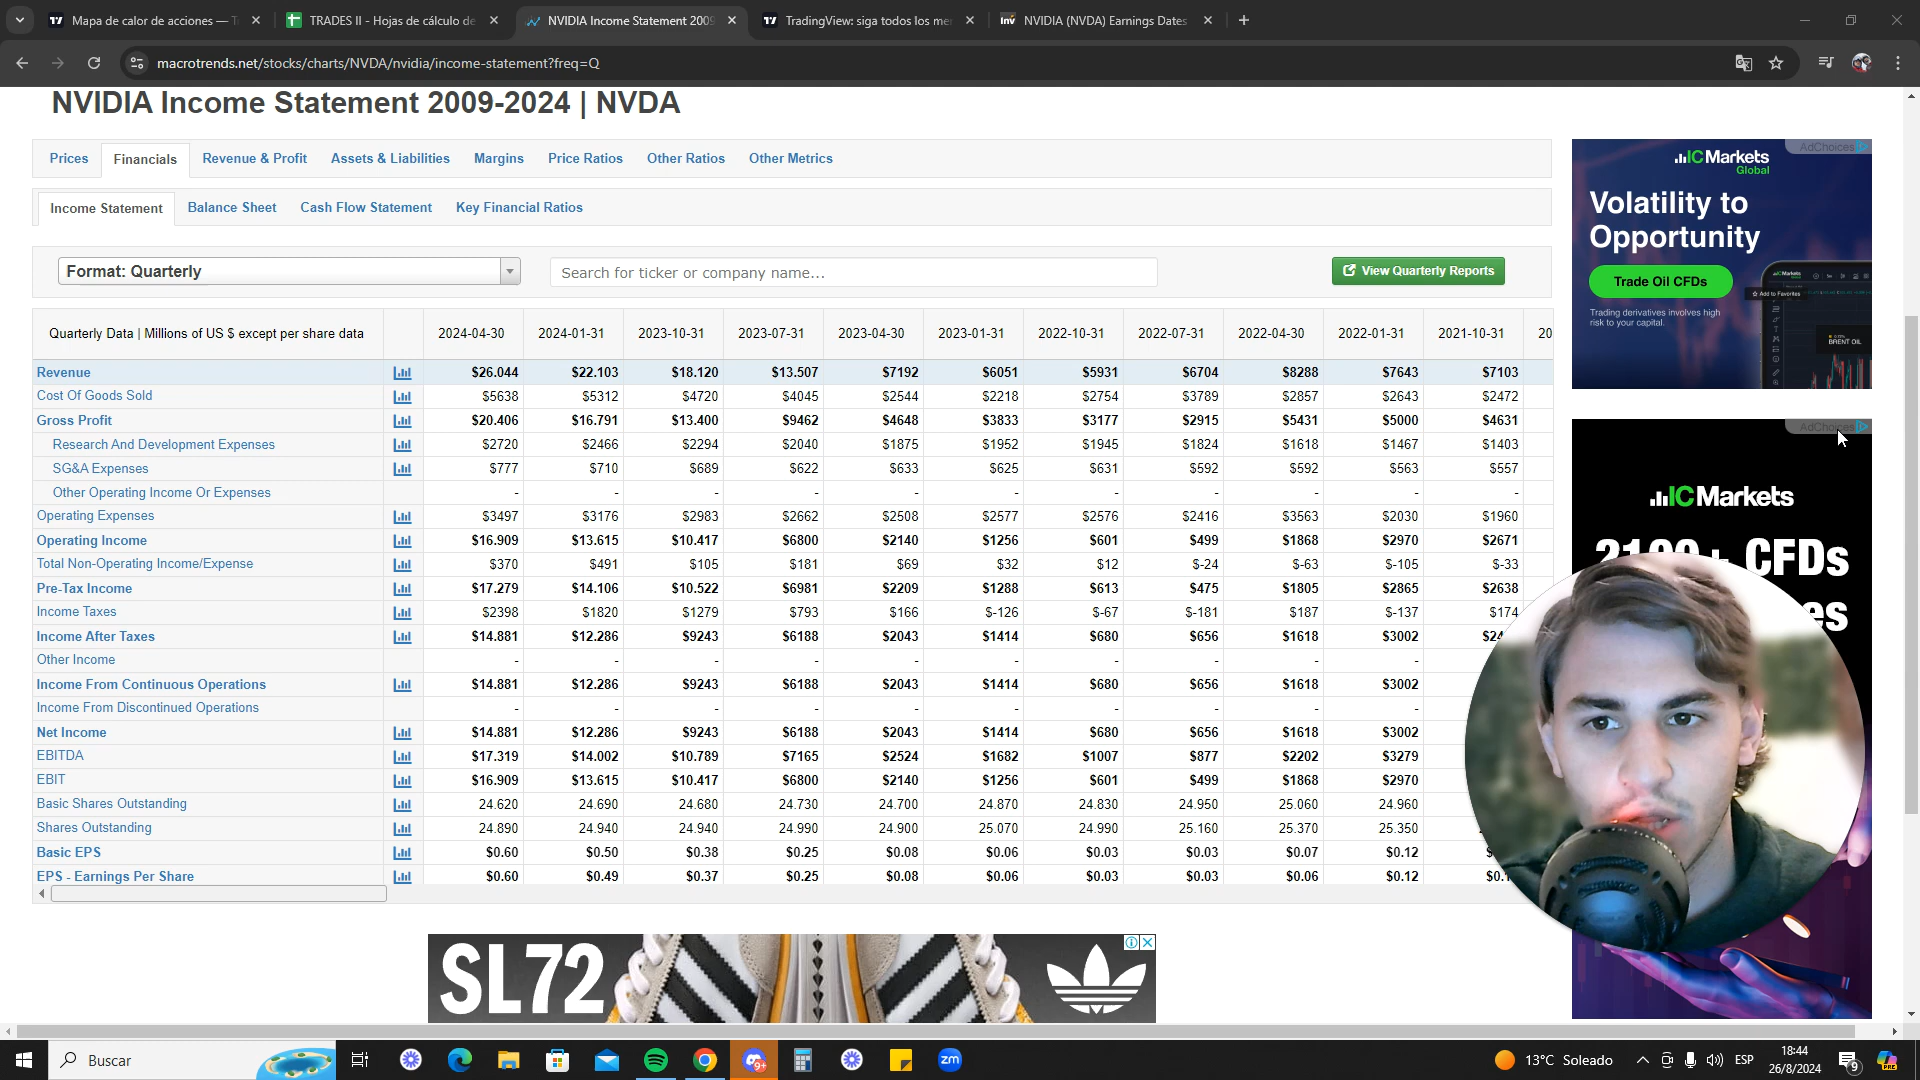 Mapa de calor de acciones — T
TRADES II - Hojas de cálculo de
NVIDIA Income Statement 2009
TradingView: siga todos los me
Inv NVIDIA (NVDA) Earnings Dates
macrotrends.net/stocks/charts/NVDA/nvidia/income-statement?freq=Q
NVIDIA Income Statement 2009-2024 | NVDA
Prices Financials Revenue & Profit Assets & Liabilities Margins Price Ratios Other Ratios Other Metrics
Income Statement Balance Sheet Cash Flow Statement Key Financial Ratios
Format: Quarterly Search for ticker or company name... View Quarterly Reports
Quarterly Data | Millions of US $ except per share data 2024-04-30 2024-01-31 2023-10-31 2023-07-31 2023-04-30 2023-01-31 2022-10-31 2022-07-31 2022-04-30 2022-01-31 2021-10-31 20
Revenue $26.044 $22.103 $18.120 $13.507 $7192 $6051 $5931 $6704 $8288 $7643 $7103
Cost Of Goods Sold $5638 $5312 $4720 $4045 $2544 $2218 $2754 $3789 $2857 $2643 $2472
Gross Profit $20.406 $16.791 $13.400 $9462 $4648 $3833 $3177 $2915 $5431 $5000 $4631
Research And Development Expenses $2720 $2466 $2294 $2040 $1875 $1952 $1945 $1824 $1618 $1467 $1403
SG&A Expenses $777 $710 $689 $622 $633 $625 $631 $592 $592 $563 $557
Other Operating Income Or Expenses - - - - - - - - - - -
Operating Expenses $3497 $3176 $2983 $2662 $2508 $2577 $2576 $2416 $3563 $2030 $1960
Operating Income $16.909 $13.615 $10.417 $6800 $2140 $1256 $601 $499 $1868 $2970 $2671
Total Non-Operating Income/Expense $370 $491 $105 $181 $69 $32 $12 $-24 $-63 $-105 $-33
Pre-Tax Income $17.279 $14.106 $10.522 $6981 $2209 $1288 $613 $475 $1805 $2865 $2638
Income Taxes $2398 $1820 $1279 $793 $166 $-126 $-67 $-181 $187 $-137 $174
Income After Taxes $14.881 $12.286 $9243 $6188 $2043 $1414 $680 $656 $1618 $3002 $24
Other Income - - - - - - - - - -
Income From Continuous Operations $14.881 $12.286 $9243 $6188 $2043 $1414 $680 $656 $1618 $3002
Income From Discontinued Operations - - - - - - - - - -
Net Income $14.881 $12.286 $9243 $6188 $2043 $1414 $680 $656 $1618 $3002
EBITDA $17.319 $14.002 $10.789 $7165 $2524 $1682 $1007 $877 $2202 $3279
EBIT $16.909 $13.615 $10.417 $6800 $2140 $1256 $601 $499 $1868 $2970
Basic Shares Outstanding 24.620 24.690 24.680 24.730 24.700 24.870 24.830 24.950 25.060 24.960
Shares Outstanding 24.890 24.940 24.940 24.990 24.900 25.070 24.990 25.160 25.370 25.350
Basic EPS $0.60 $0.50 $0.38 $0.25 $0.08 $0.06 $0.03 $0.03 $0.07 $0.12 $
EPS - Earnings Per Share $0.60 $0.49 $0.37 $0.25 $0.08 $0.06 $0.03 $0.03 $0.06 $0.12 $0.
AdChoices
IC Markets
Global
Volatility to
Opportunity
Trade Oil CFDs
Add to Favorites
Trading derivatives involves high
risk to your capital.
BRENT OIL
AdChoices
IC Markets
CFDs
es
SL72
Buscar
zm
13°C Soleado
ESP
18:44
26/8/2024
9+
9
PRE